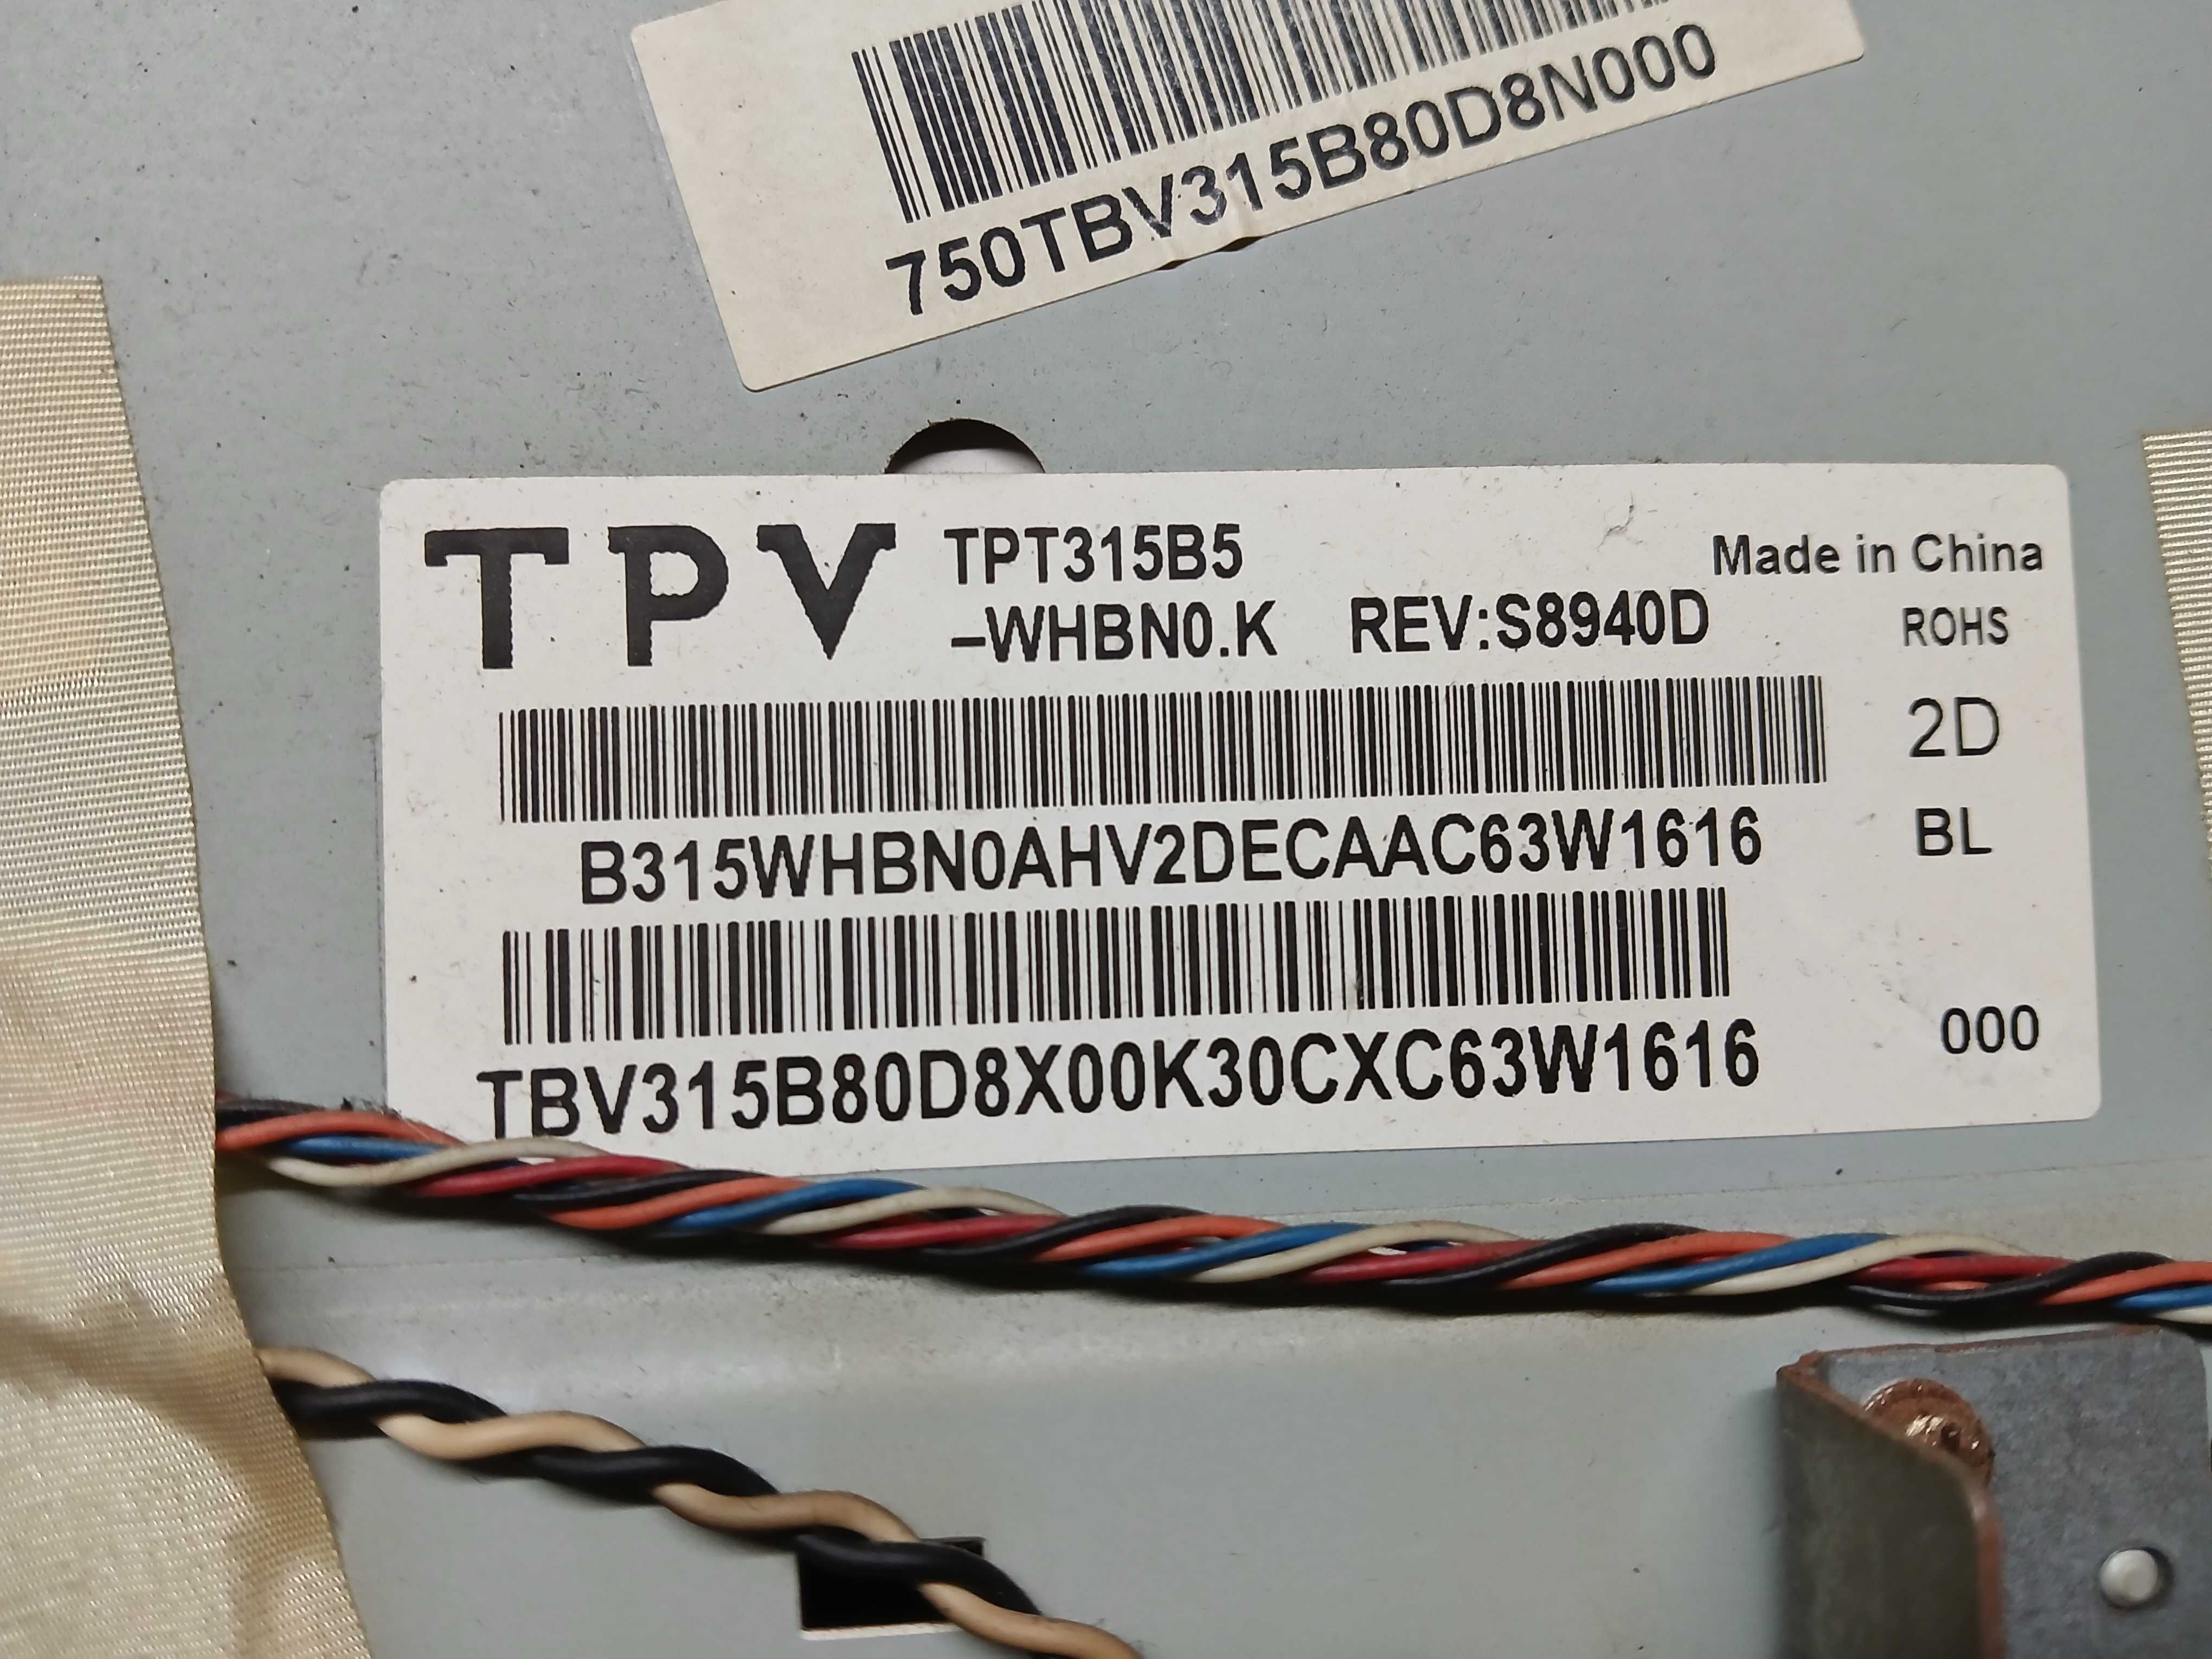 750TBV315B80D8N000
TPV TPT315B5
-WHBN0.K REV:S8940D
Made in China
ROHS
2D
B315WHBN0AHV2DECAAC63W1616
BL
TBV315B80D8X00K30CXC63W1616
000